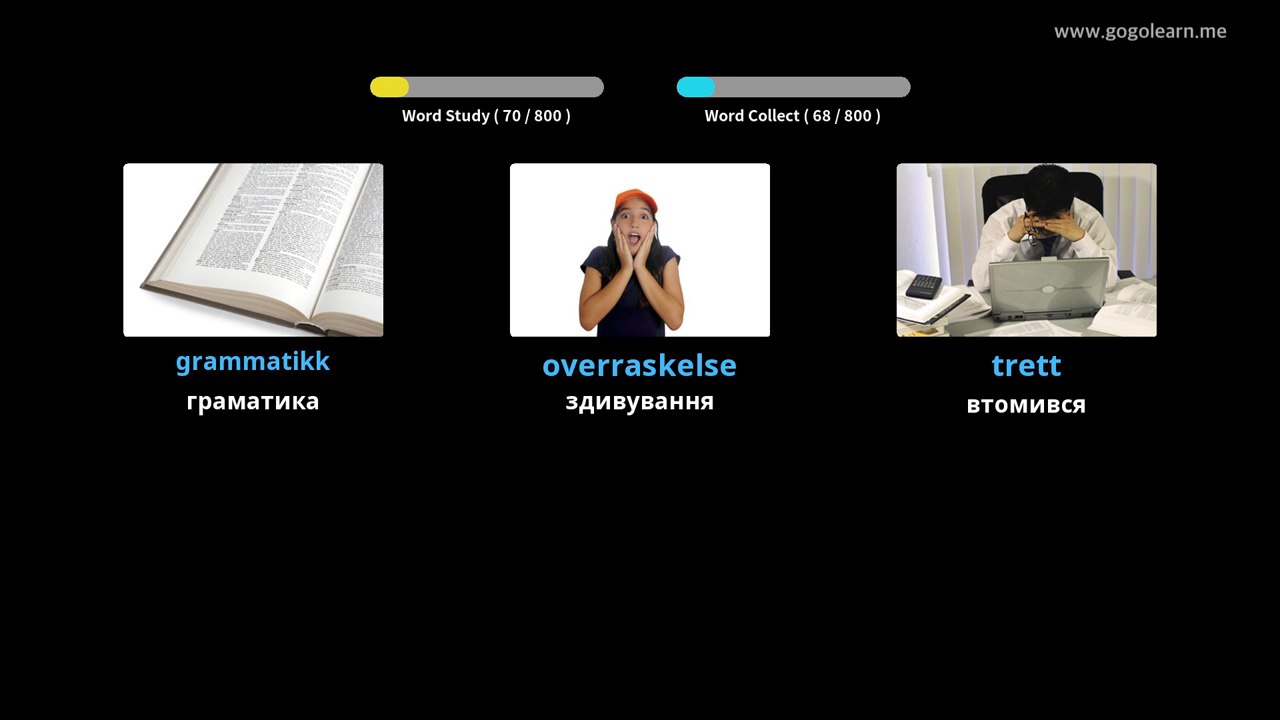 www.gogolearn.me
Word Study ( 70 / 800 )
Word Collect ( 68 / 800 )
grammatikk
overraskelse
trett
граматика
здивування
втомився